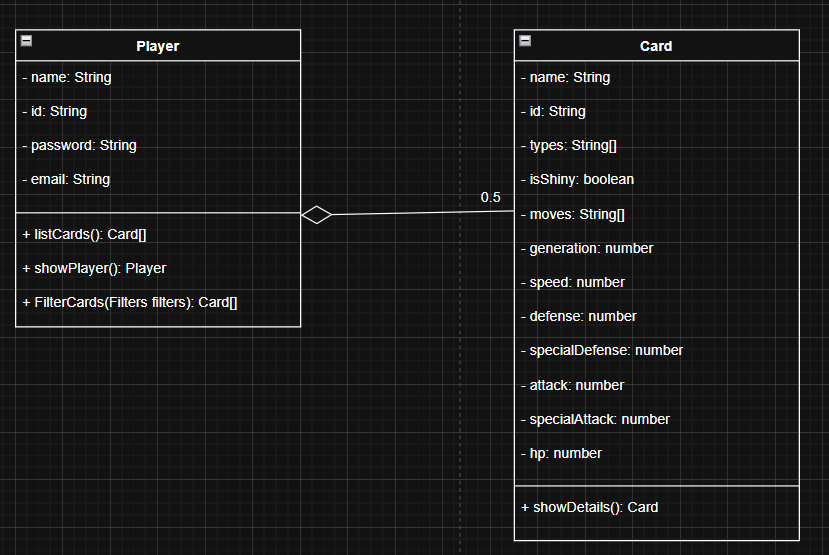 Player
- name: String
- id: String
- password: String
- email: String
+ listCards(): Card[]
+ showPlayer(): Player
+ FilterCards(Filters filters): Card[]
0.5
Card
- name: String
- id: String
- types: String[]
- isShiny: boolean
- moves: String[]
- generation: number
- speed: number
- defense: number
- specialDefense: number
- attack: number
- specialAttack: number
- hp: number
+ showDetails(): Card